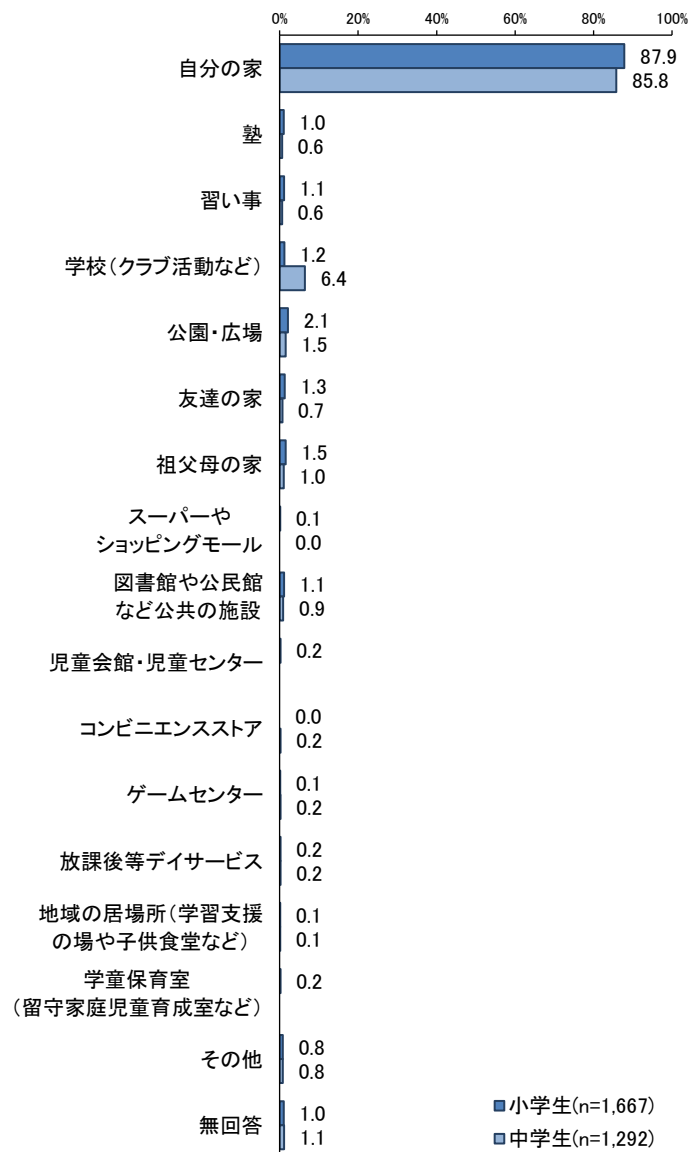 0% 20% 40% 60% 80% 100%
自分の家
87.9
85.8
塾
1.0
0.6
習い事
1.1
0.6
学校(クラブ活動など)
1.2
6.4
公園・広場
2.1
1.5
友達の家
1.3
0.7
祖父母の家
1.5
1.0
スーパーや
ショッピングモール
0.1
0.0
図書館や公民館
など公共の施設
1.1
0.9
児童会館・児童センター
0.2
コンビニエンスストア
0.0
0.2
ゲームセンター
0.1
0.2
放課後等デイサービス
0.2
0.2
地域の居場所(学習支援
の場や子供食堂など)
0.1
0.1
学童保育室
(留守家庭児童育成室など)
0.2
その他
0.8
0.8
無回答
1.0
1.1
小学生(n=1,667)
中学生(n=1,292)